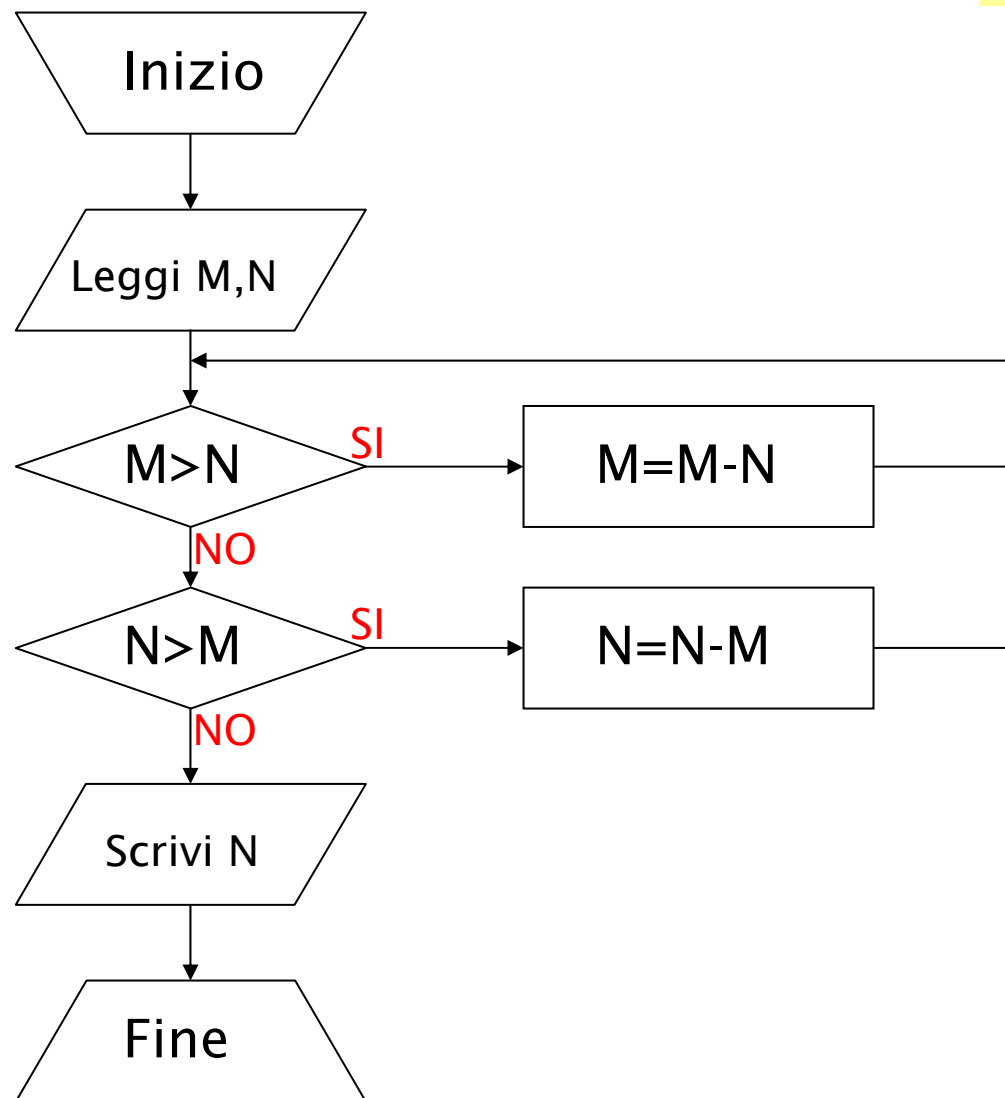 Inizio
Leggi M,N
M>N
SI
M=M-N
NO
N>M
SI
N=N-M
NO
Scrivi N
Fine